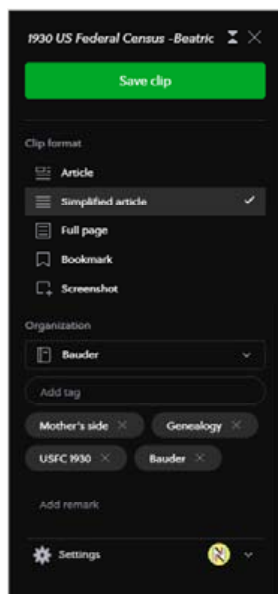 1930 US Federal Census -Beatric
Save clip
Clip format
Article
Simplified article
Full page
Bookmark
Screenshot
Organization
Bauder
Add tag
Mother's side
Genealogy
USFC 1930
Bauder
Add remark
Settings